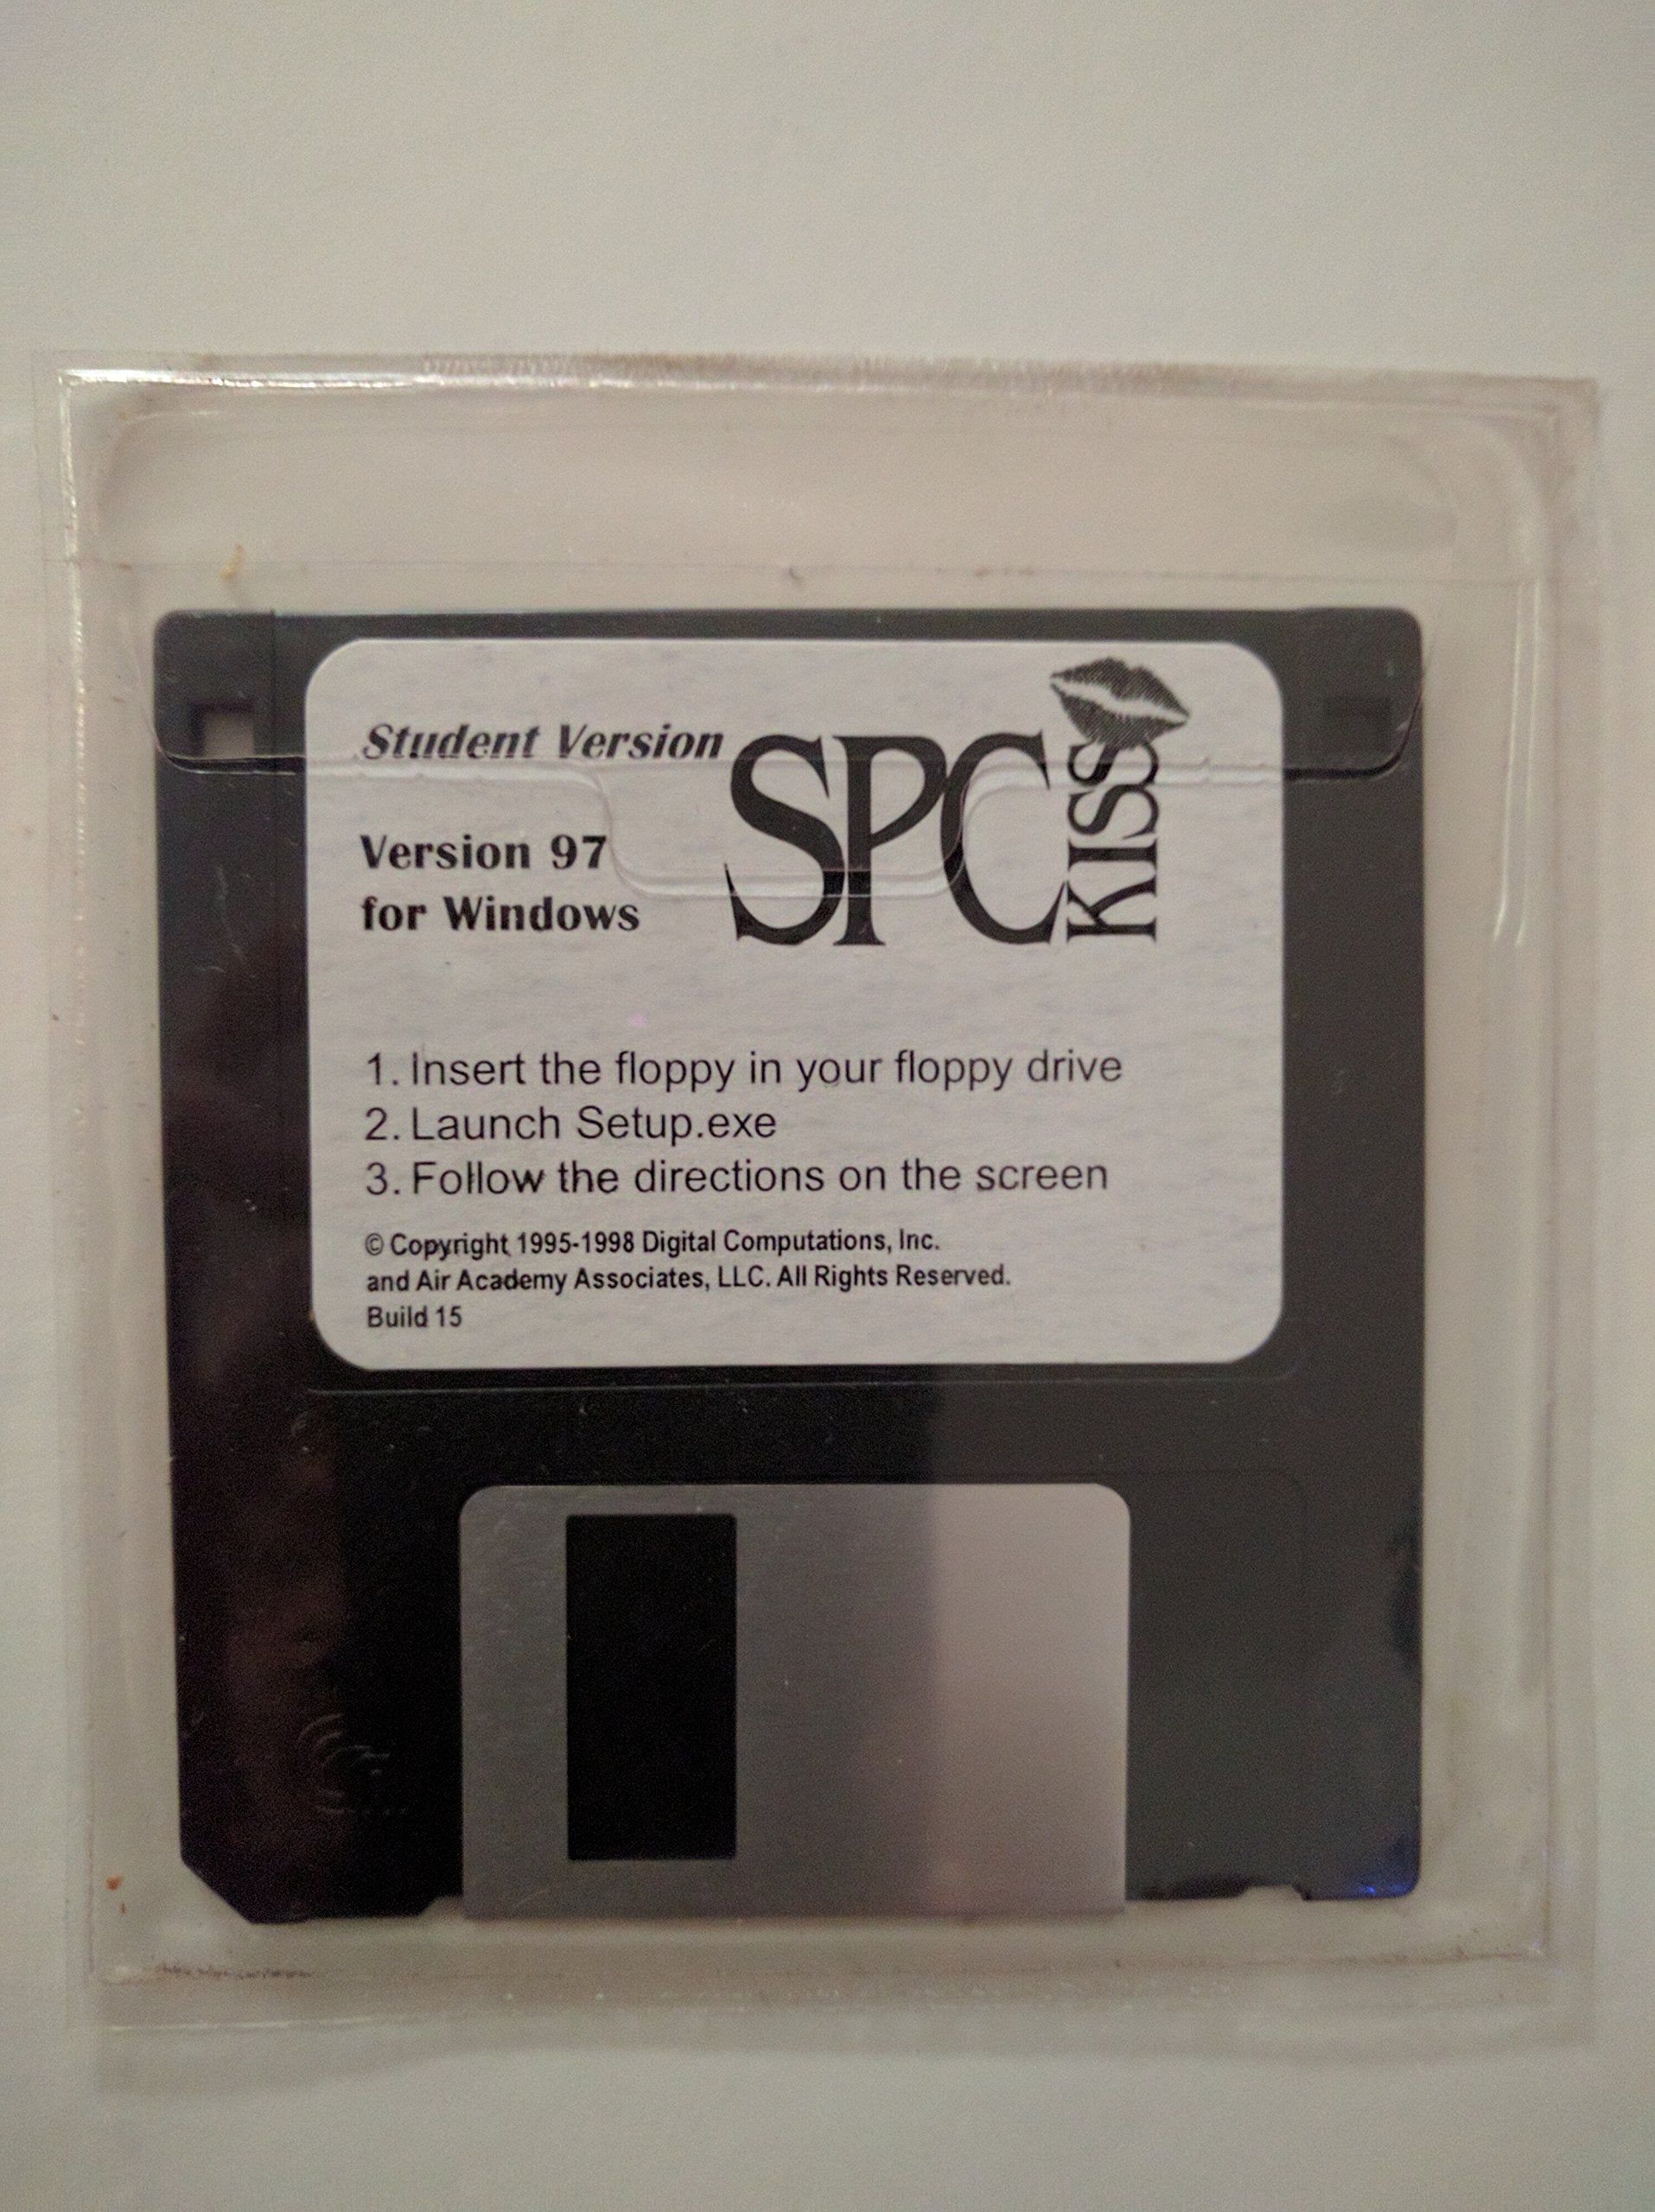 Student Version
SPC
KISS
Version 97
for Windows
1. Insert the floppy in your floppy drive
2. Launch Setup.exe
3. Follow the directions on the screen
© Copyright 1995-1998 Digital Computations, Inc.
and Air Academy Associates, LLC. All Rights Reserved.
Build 15